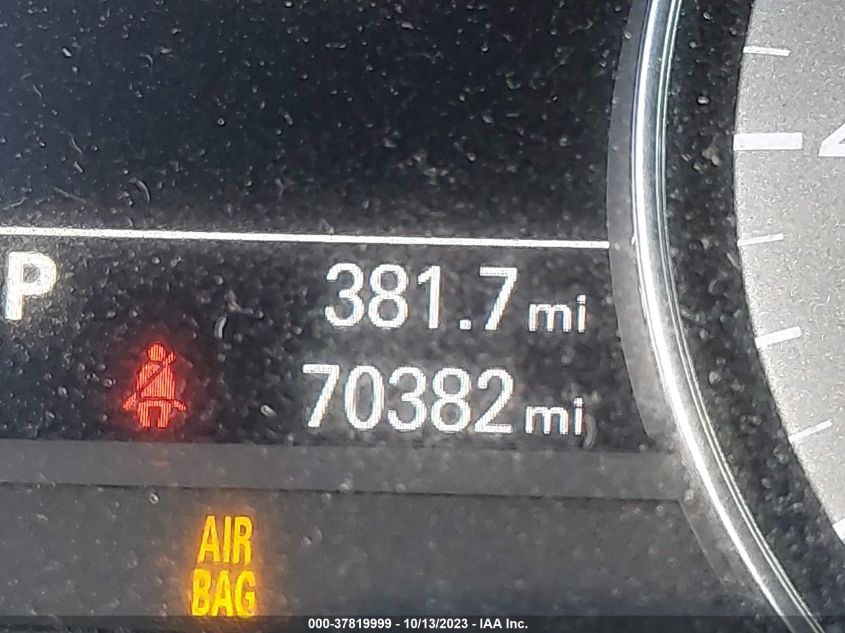 P 381.7 mi
70382 mi
AIR
BAG
000-37819999 - 10/13/2023 - IAA Inc.